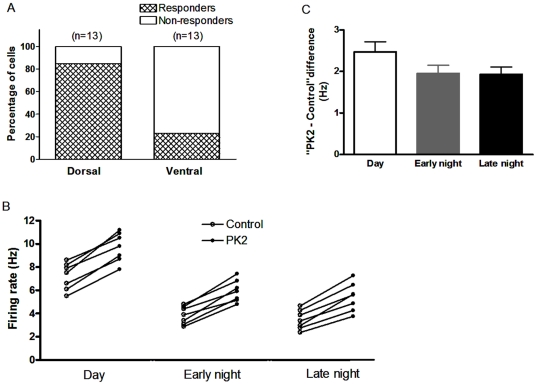 A
Responders
Non-responders
(n=13)
(n=13)
Percentage of cells
100
80
60
40
20
0
Dorsal
Ventral
C
"PK2 - Control"difference
(Hz)
3
2
1
0
Day
Early night
Late night
B
Control
PK2
Firing rate (Hz)
12
10
8
6
4
2
0
Day
Early night
Late night